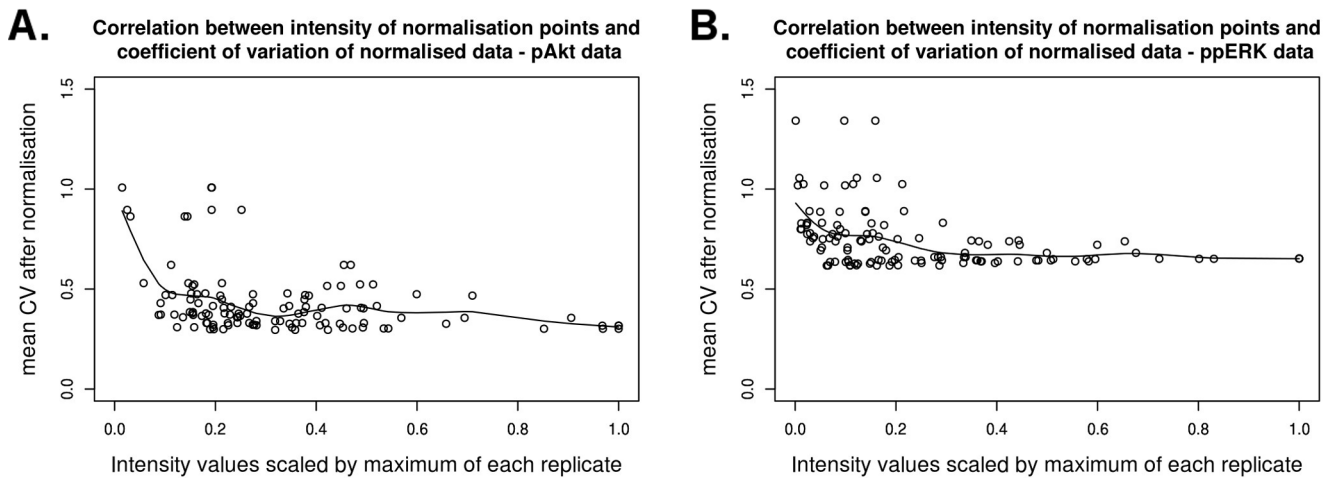 A.
Correlation between intensity of normalisation points and
coefficient of variation of normalised data - pAkt data
mean CV after normalisation
1.5
1.0
0.5
0.0
0.0 0.2 0.4 0.6 0.8 1.0
Intensity values scaled by maximum of each replicate
B.
Correlation between intensity of normalisation points and
coefficient of variation of normalised data - ppERK data
mean CV after normalisation
1.5
1.0
0.5
0.0
0.0 0.2 0.4 0.6 0.8 1.0
Intensity values scaled by maximum of each replicate